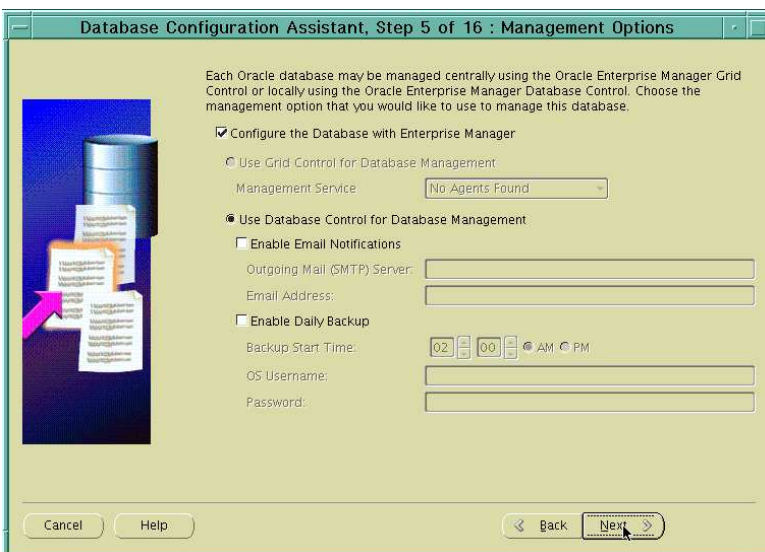 Database Configuration Assistant, Step 5 of 16 : Management Options
Each Oracle database may be managed centrally using the Oracle Enterprise Manager Grid
Control or locally using the Oracle Enterprise Manager Database Control. Choose the
management option that you would like to use to manage this database.
Configure the Database with Enterprise Manager
Use Grid Control for Database Management
Management Service No Agents Found
Use Database Control for Database Management
Enable Email Notifications
Outgoing Mail (SMTP) Server:
Email Address:
Enable Daily Backup
Backup Start Time: 02 00 AM PM
OS Username:
Password:
Cancel Help Back Next